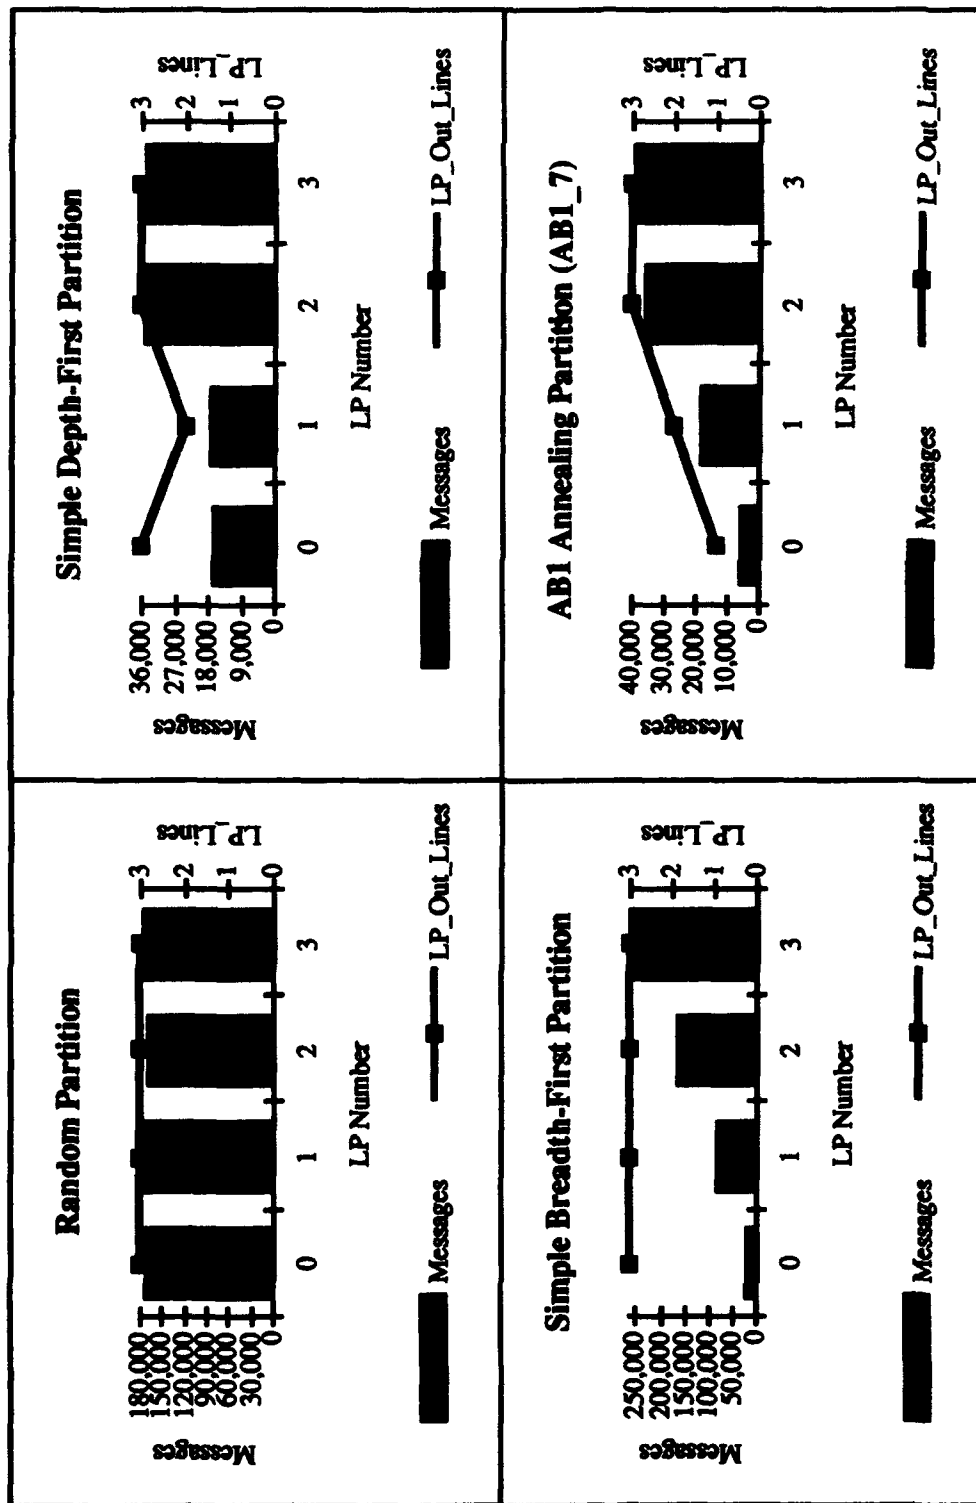 Random Partition
Messages
180,000
150,000
120,000
90,000
60,000
30,000
0
LP_Lines
3
2
1
0
0 1 2 3
LP Number
Messages LP_Out_Lines
Simple Depth-First Partition
Messages
36,000
27,000
18,000
9,000
0
LP_Lines
3
2
1
0
0 1 2 3
LP Number
Messages LP_Out_Lines
Simple Breadth-First Partition
Messages
250,000
200,000
150,000
100,000
50,000
0
LP_Lines
3
2
1
0
0 1 2 3
LP Number
Messages LP_Out_Lines
AB1 Annealing Partition (AB1_7)
Messages
40,000
30,000
20,000
10,000
0
LP_Lines
3
2
1
0
0 1 2 3
LP Number
Messages LP_Out_Lines